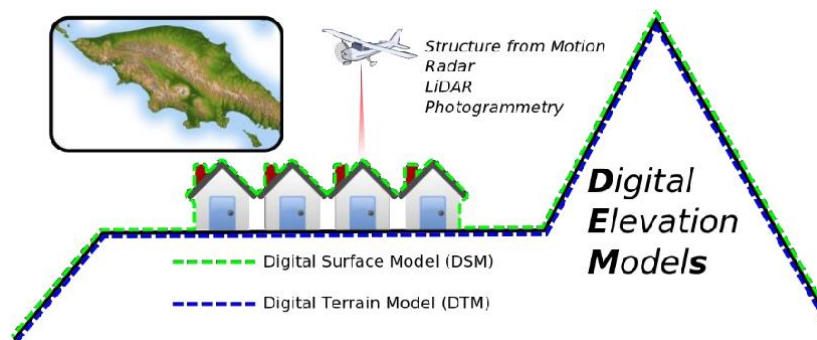 Structure from Motion
Radar
LiDAR
Photogrammetry
Digital
Elevation
Models
Digital Surface Model (DSM)
Digital Terrain Model (DTM)